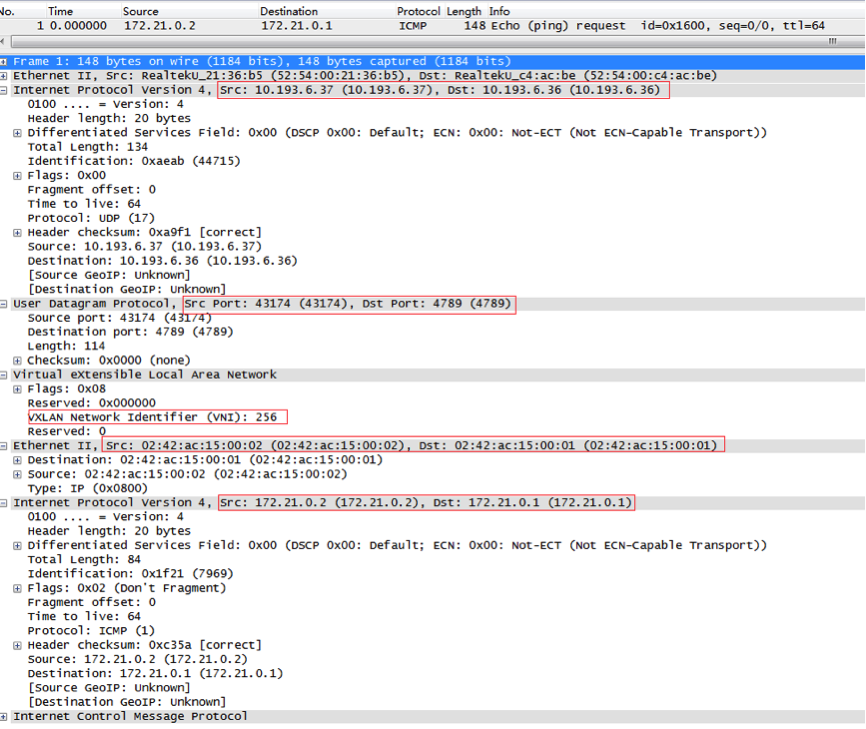 No. Time Source Destination Protocol Length Info
1 0.000000 172.21.0.2 172.21.0.1 ICMP 148 Echo (ping) request id=0x1600, seq=0/0, ttl=64
Frame 1: 148 bytes on wire (1184 bits), 148 bytes captured (1184 bits)
Ethernet II, Src: RealtekU_21:36:b5 (52:54:00:21:36:b5), Dst: RealtekU_c4:ac:be (52:54:00:c4:ac:be)
Internet Protocol Version 4, Src: 10.193.6.37 (10.193.6.37), Dst: 10.193.6.36 (10.193.6.36)
0100 .... = Version: 4
Header length: 20 bytes
Differentiated Services Field: 0x00 (DSCP 0x00: Default; ECN: 0x00: Not-ECT (Not ECN-Capable Transport))
Total Length: 134
Identification: 0xaeab (44715)
Flags: 0x00
Fragment offset: 0
Time to live: 64
Protocol: UDP (17)
Header checksum: 0xa9f1 [correct]
Source: 10.193.6.37 (10.193.6.37)
Destination: 10.193.6.36 (10.193.6.36)
[Source GeoIP: Unknown]
[Destination GeoIP: Unknown]
User Datagram Protocol, Src Port: 43174 (43174), Dst Port: 4789 (4789)
Source port: 43174 (43174)
Destination port: 4789 (4789)
Length: 114
Checksum: 0x0000 (none)
Virtual eXtensible Local Area Network
Flags: 0x08
Reserved: 0x000000
VXLAN Network Identifier (VNI): 256
Reserved: 0
Ethernet II, Src: 02:42:ac:15:00:02 (02:42:ac:15:00:02), Dst: 02:42:ac:15:00:01 (02:42:ac:15:00:01)
Destination: 02:42:ac:15:00:01 (02:42:ac:15:00:01)
Source: 02:42:ac:15:00:02 (02:42:ac:15:00:02)
Type: IP (0x0800)
Internet Protocol Version 4, Src: 172.21.0.2 (172.21.0.2), Dst: 172.21.0.1 (172.21.0.1)
0100 .... = Version: 4
Header length: 20 bytes
Differentiated Services Field: 0x00 (DSCP 0x00: Default; ECN: 0x00: Not-ECT (Not ECN-Capable Transport))
Total Length: 84
Identification: 0x1f21 (7969)
Flags: 0x02 (Don't Fragment)
Fragment offset: 0
Time to live: 64
Protocol: ICMP (1)
Header checksum: 0xc35a [correct]
Source: 172.21.0.2 (172.21.0.2)
Destination: 172.21.0.1 (172.21.0.1)
[Source GeoIP: Unknown]
[Destination GeoIP: Unknown]
Internet Control Message Protocol